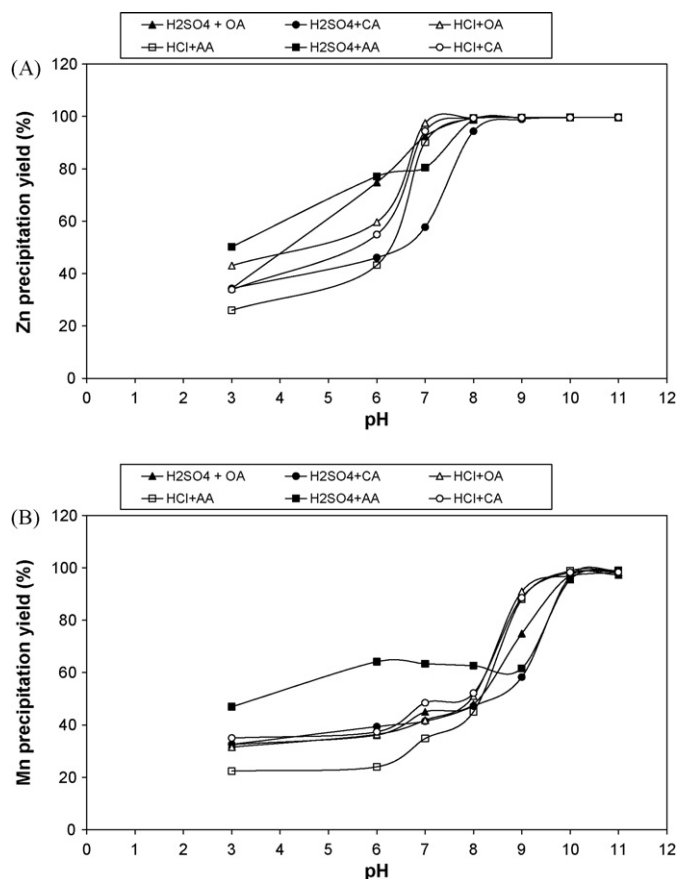 H2SO4 + OA H2SO4+CA HCl+OA
HCl+AA H2SO4+AA HCl+CA
(A)
Zn precipitation yield (%)
120
100
80
60
40
20
0
0 1 2 3 4 5 6 7 8 9 10 11 12
pH
H2SO4 + OA H2SO4+CA HCl+OA
HCl+AA H2SO4+AA HCl+CA
(B)
Mn precipitation yield (%)
120
100
80
60
40
20
0
0 1 2 3 4 5 6 7 8 9 10 11 12
pH